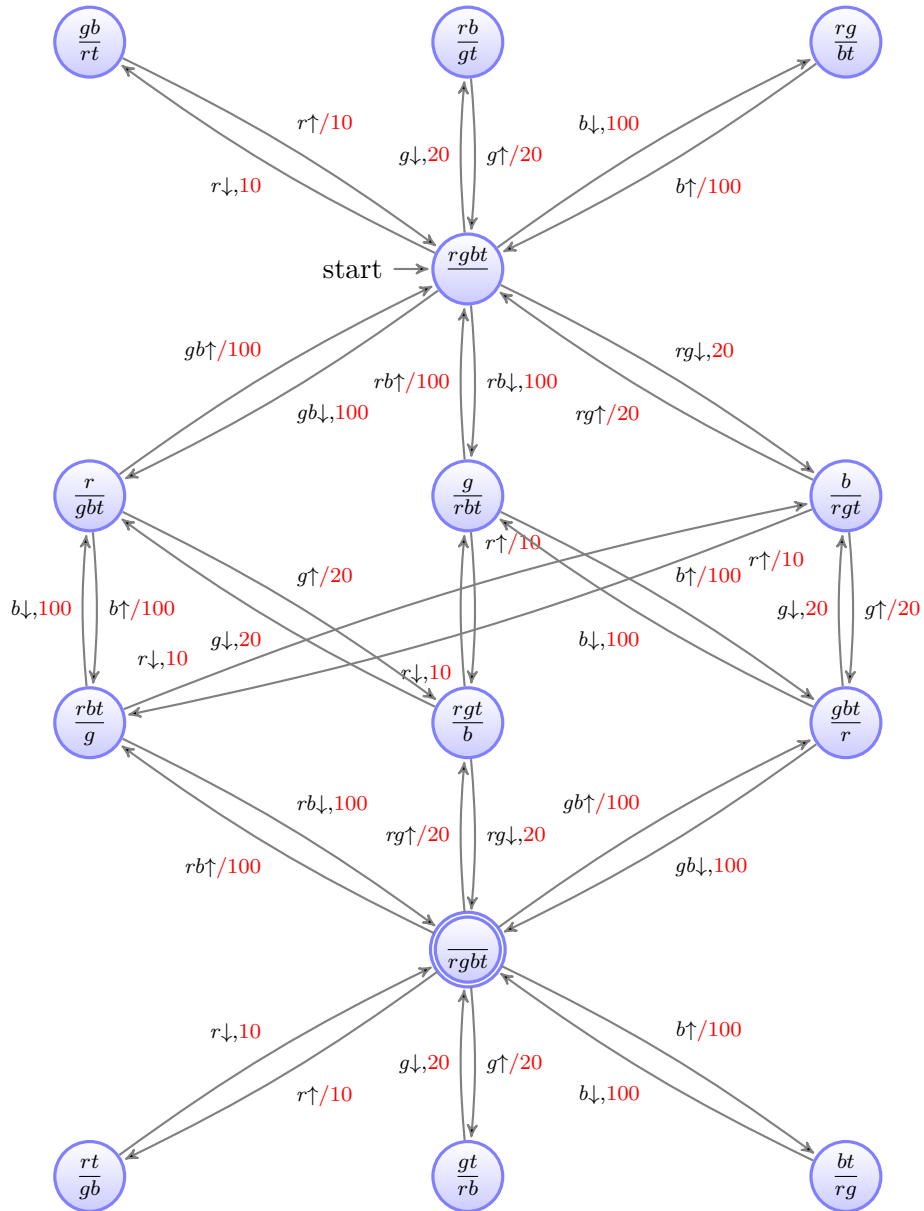 gb
rt
rb
gt
rg
bt
r↑/10
b↓,100
g↓,20
g↑/20
r↓,10
b↑/100
start
rgbt
gb↑/100
rg↓,20
rb↑/100
rb↓,100
gb↓,100
rg↑/20
r
gbt
g
rbt
b
rgt
r↑/10
r↑/10
g↑/20
b↑/100
b↓,100
b↑/100
g↓,20
g↑/20
g↓,20
b↓,100
r↓,10
r↓,10
rbt
g
rgt
b
gbt
r
rb↓,100
gb↑/100
rg↑/20
rg↓,20
rb↑/100
gb↓,100
rgbt
r↓,10
b↑/100
g↓,20
g↑/20
r↑/10
b↓,100
rt
gb
gt
rb
bt
rg